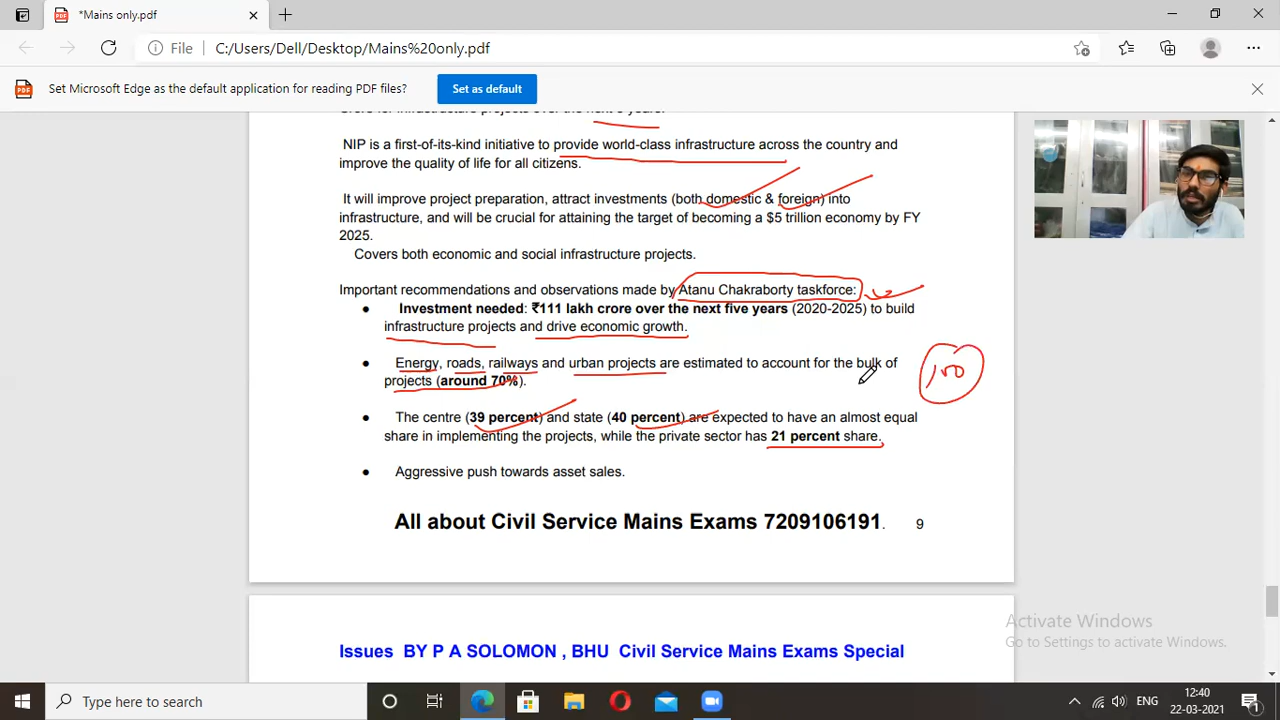 *Mains only.pdf
File
C:/Users/Dell/Desktop/Mains%20only.pdf
Set Microsoft Edge as the default application for reading PDF files?
Set as default
NIP is a first-of-its-kind initiative to provide world-class infrastructure across the country and
improve the quality of life for all citizens.
It will improve project preparation, attract investments (both domestic & foreign) into
infrastructure, and will be crucial for attaining the target of becoming a $5 trillion economy by FY
2025.
Covers both economic and social infrastructure projects.
Important recommendations and observations made by Atanu Chakraborty taskforce:
● Investment needed: ₹111 lakh crore over the next five years (2020-2025) to build
infrastructure projects and drive economic growth.
● Energy, roads, railways and urban projects are estimated to account for the bulk of
projects (around 70%).
100
● The centre (39 percent) and state (40 percent) are expected to have an almost equal
share in implementing the projects, while the private sector has 21 percent share.
● Aggressive push towards asset sales.
All about Civil Service Mains Exams 7209106191. 9
Issues BY P A SOLOMON , BHU Civil Service Mains Exams Special
Activate Windows
Go to Settings to activate Windows.
Type here to search
ENG
12:40
22-03-2021